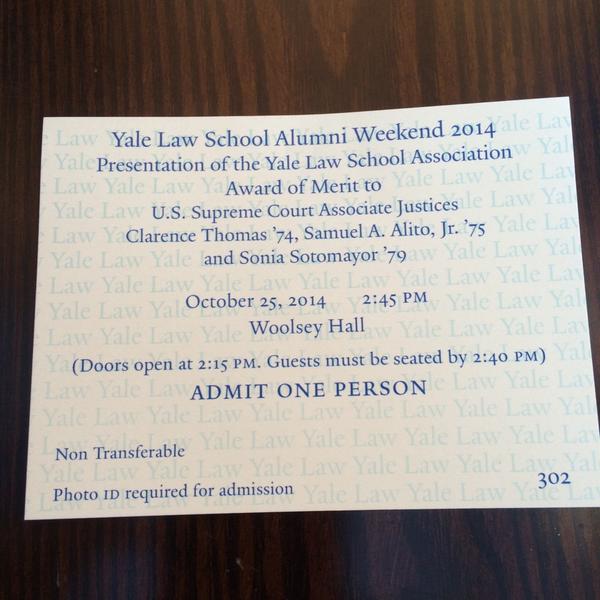 Yale Law School Alumni Weekend 2014
Presentation of the Yale Law School Association
Award of Merit to
U.S. Supreme Court Associate Justices
Clarence Thomas ’74, Samuel A. Alito, Jr. ’75
and Sonia Sotomayor ’79
October 25, 2014 2:45 PM
Woolsey Hall
(Doors open at 2:15 PM. Guests must be seated by 2:40 PM)
ADMIT ONE PERSON
Non Transferable
Photo ID required for admission
302